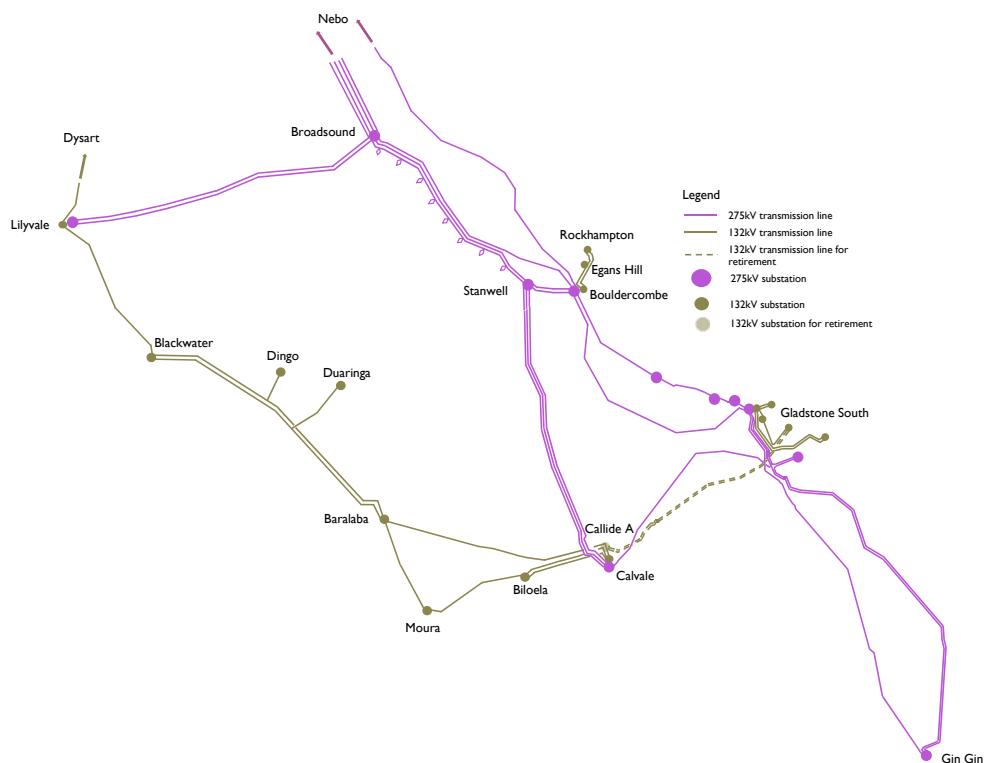 Nebo
Broadsound
Dysart
Lilyvale
Legend
275kV transmission line
132kV transmission line
132kV transmission line for
retirement
275kV substation
132kV substation
132kV substation for retirement
Rockhampton
Egans Hill
Bouldercombe
Stanwell
Blackwater
Dingo
Duaringa
Gladstone South
Baralaba
Callide A
Calvale
Biloela
Moura
Gin Gin